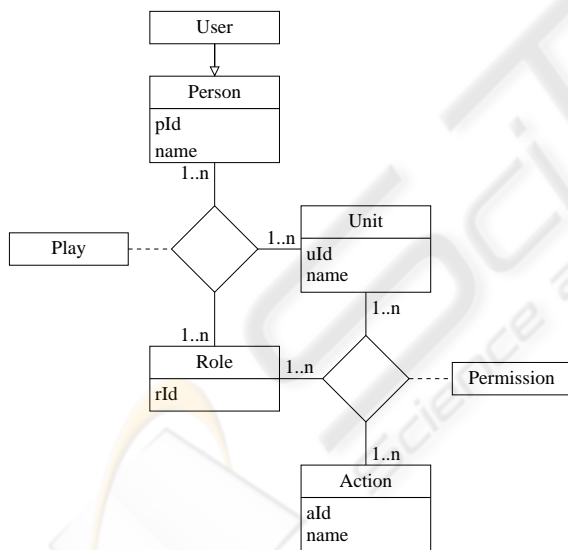 User
Person
pId
name
1..n
Play
1..n
Unit
uId
name
1..n
1..n
Role
rId
1..n
Permission
1..n
Action
aId
name
Science a